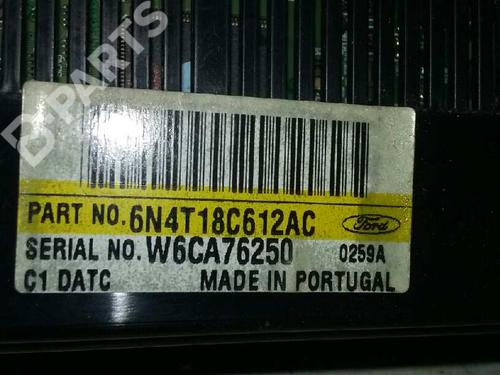 B-PARTS
PART NO. 6N4T18C612AC Ford
SERIAL NO. W6CA76250 0259A
C1 DATC MADE IN PORTUGAL